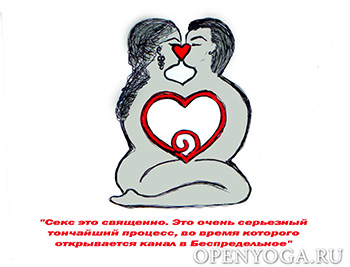 "Секс это священно. Это очень серьезный
тончайший процесс, во время которого
открывается канал в Беспредельное"
OPENYOGA.RU